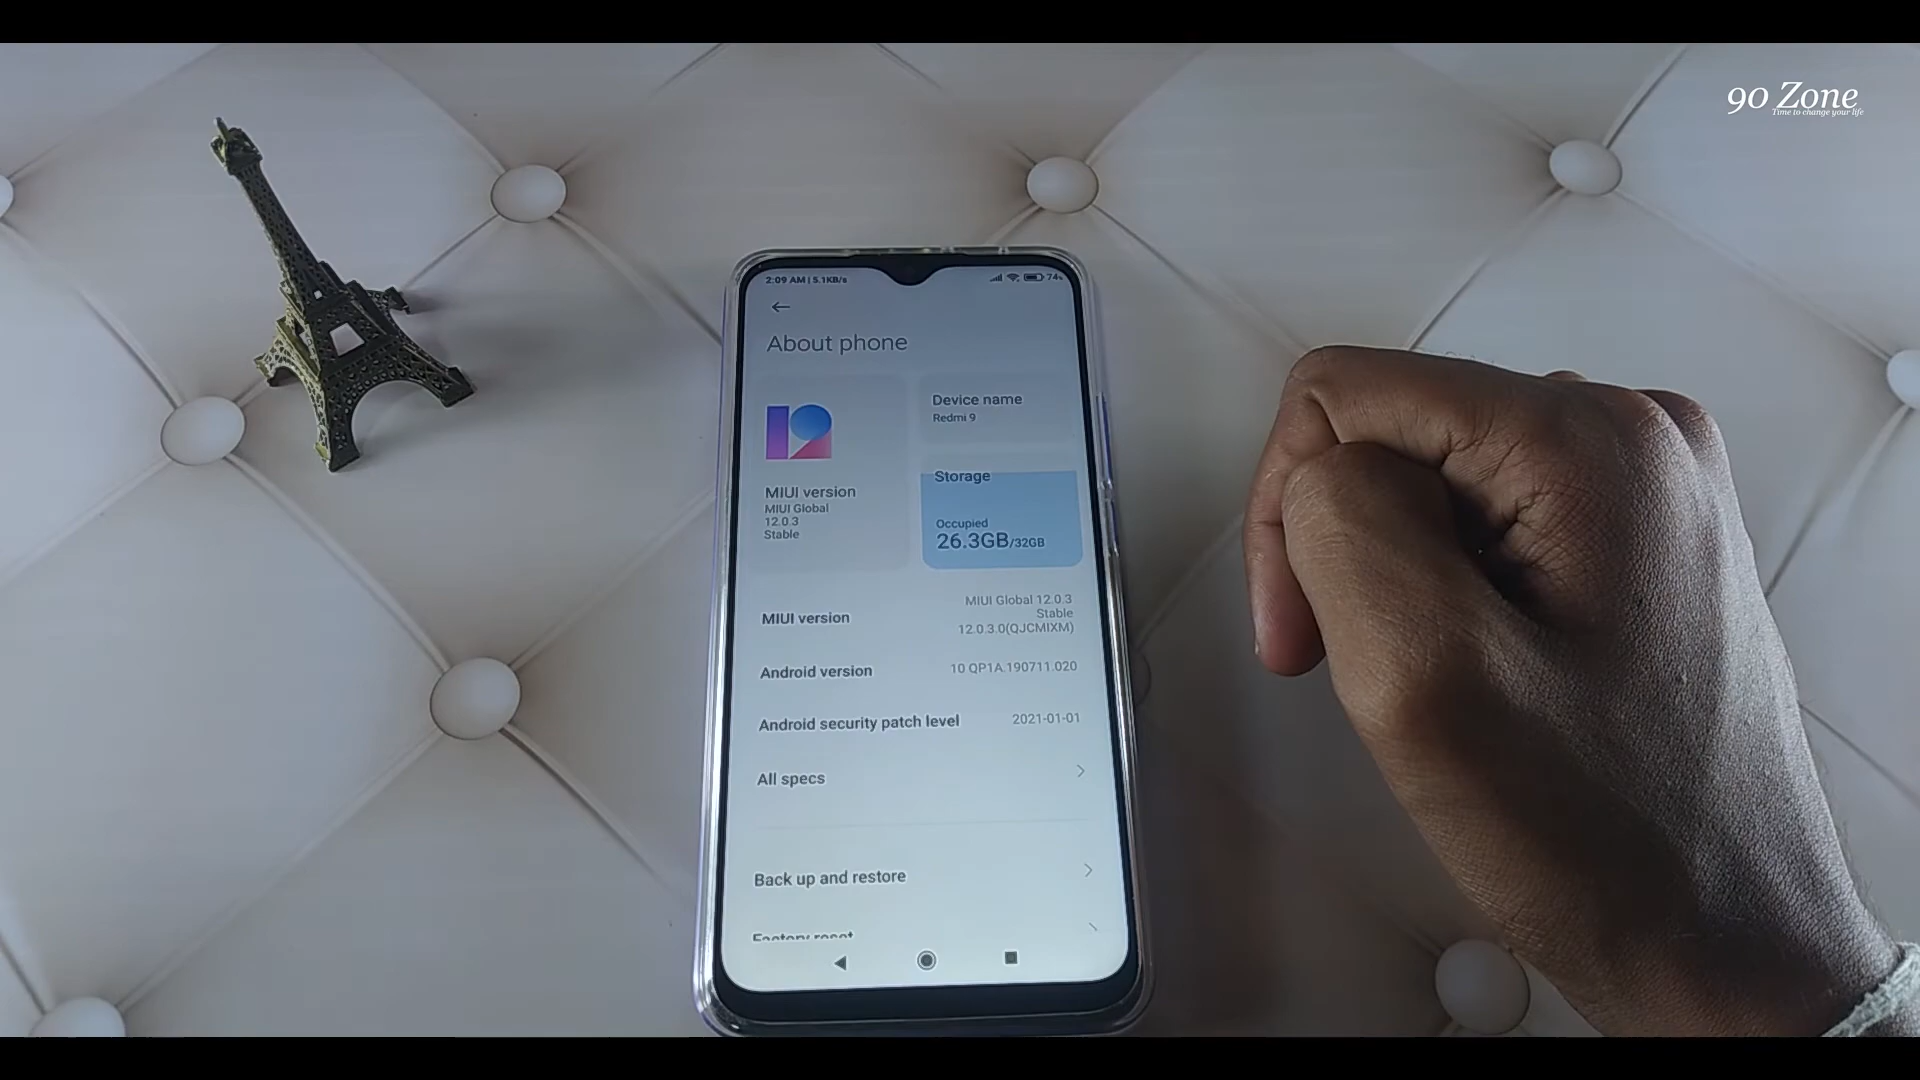 90 Zone
Time to change your life
2:09 AM | 5.1KB/s
74%
About phone
Device name
Redmi 9
MIUI version
MIUI Global
12.0.3
Stable
Storage
Occupied
26.3GB/32GB
MIUI version
MIUI Global 12.0.3
Stable
12.0.3.0(QJCMIXM)
Android version
10 QP1A.190711.020
Android security patch level
2021-01-01
All specs
Back up and restore
Factory reset